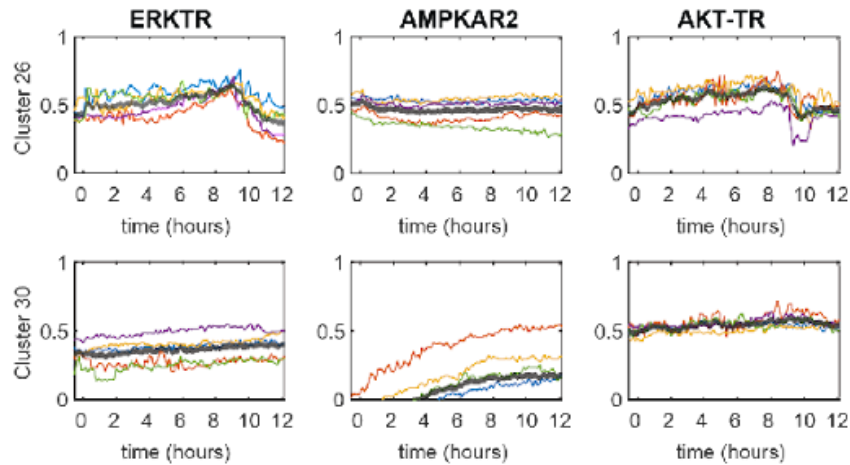 ERKTR AMPKAR2 AKT-TR
Cluster 26
1 1 1
0.5 0.5 0.5
0 0 0
0 2 4 6 8 10 12 0 2 4 6 8 10 12 0 2 4 6 8 10 12
time (hours) time (hours) time (hours)
Cluster 30
1 1 1
0.5 0.5 0.5
0 0 0
0 2 4 6 8 10 12 0 2 4 6 8 10 12 0 2 4 6 8 10 12
time (hours) time (hours) time (hours)